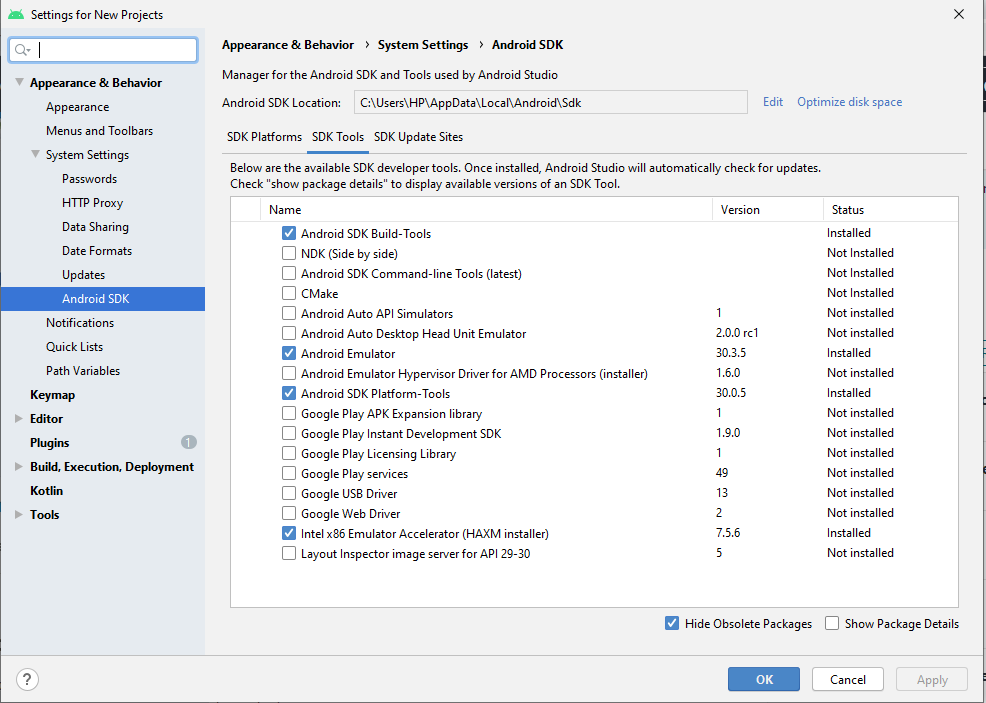 Settings for New Projects
Appearance & Behavior
Appearance
Menus and Toolbars
System Settings
Passwords
HTTP Proxy
Data Sharing
Date Formats
Updates
Android SDK
Notifications
Quick Lists
Path Variables
Keymap
Editor
Plugins 1
Build, Execution, Deployment
Kotlin
Tools
Appearance & Behavior › System Settings › Android SDK
Manager for the Android SDK and Tools used by Android Studio
Android SDK Location: C:\Users\HP\AppData\Local\Android\Sdk Edit Optimize disk space
SDK Platforms SDK Tools SDK Update Sites
Below are the available SDK developer tools. Once installed, Android Studio will automatically check for updates.
Check "show package details" to display available versions of an SDK Tool.
Name Version Status
Android SDK Build-Tools Installed
NDK (Side by side) Not Installed
Android SDK Command-line Tools (latest) Not Installed
CMake Not Installed
Android Auto API Simulators 1 Not installed
Android Auto Desktop Head Unit Emulator 2.0.0 rc1 Not installed
Android Emulator 30.3.5 Installed
Android Emulator Hypervisor Driver for AMD Processors (installer) 1.6.0 Not installed
Android SDK Platform-Tools 30.0.5 Installed
Google Play APK Expansion library 1 Not installed
Google Play Instant Development SDK 1.9.0 Not installed
Google Play Licensing Library 1 Not installed
Google Play services 49 Not installed
Google USB Driver 13 Not installed
Google Web Driver 2 Not installed
Intel x86 Emulator Accelerator (HAXM installer) 7.5.6 Installed
Layout Inspector image server for API 29-30 5 Not installed
Hide Obsolete Packages Show Package Details
? OK Cancel Apply